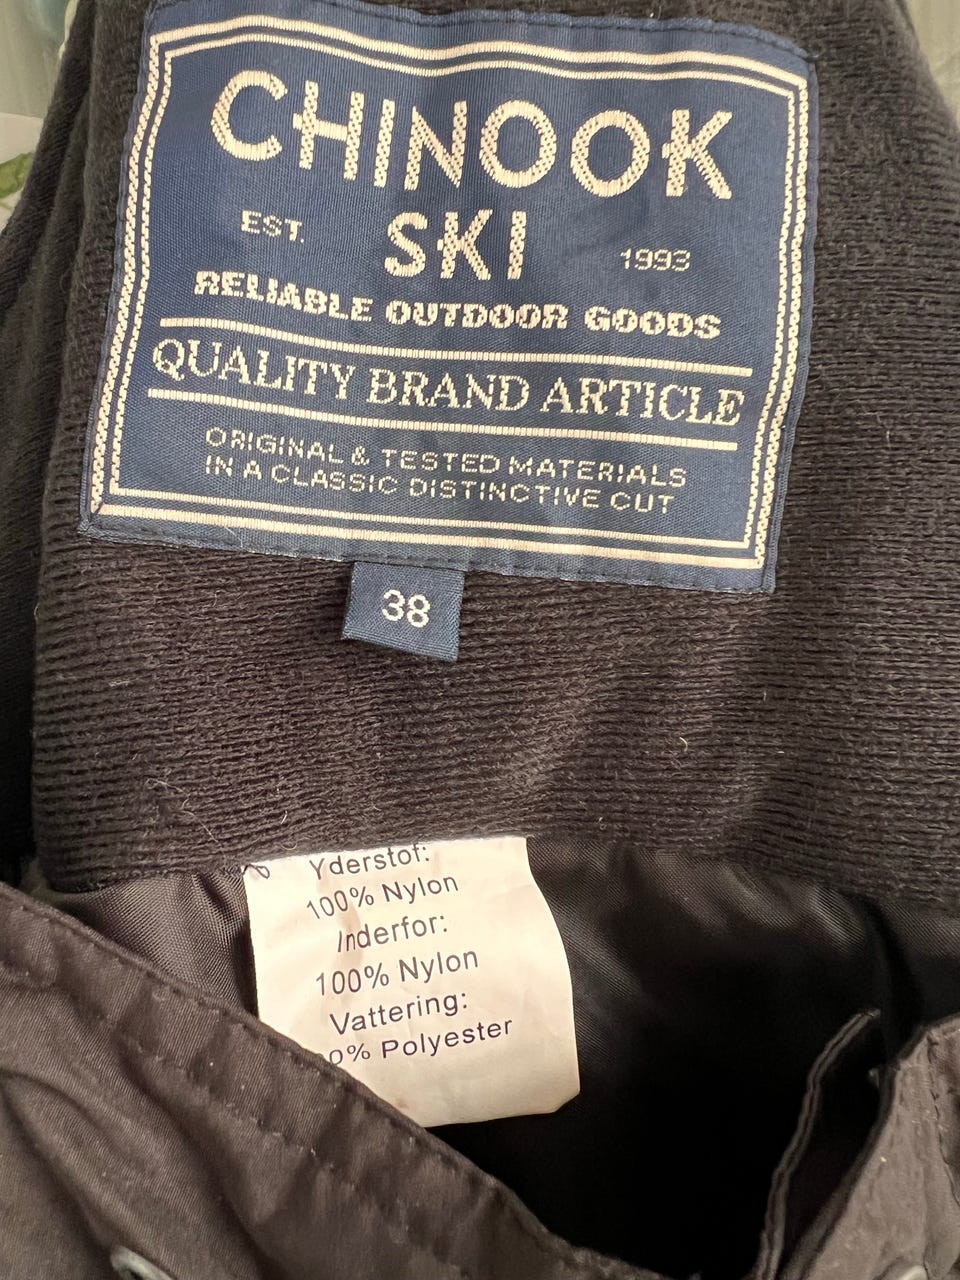 CHINOOK
SKI
EST. 1993
RELIABLE OUTDOOR GOODS
QUALITY BRAND ARTICLE
ORIGINAL & TESTED MATERIALS
IN A CLASSIC DISTINCTIVE CUT
38
Yderstof:
100% Nylon
Inderfor:
100% Nylon
Vattering:
0% Polyester